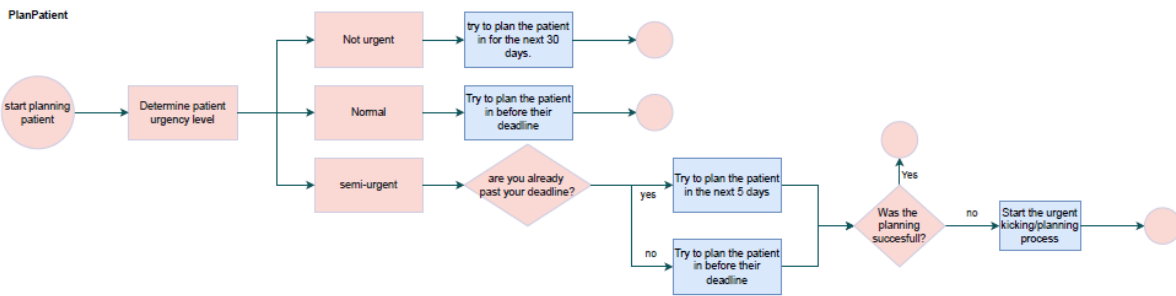 PlanPatient
start planning
patient
Determine patient
urgency level
Not urgent
try to plan the patient
in for the next 30
days.
Normal
Try to plan the patient
in before their
deadline
semi-urgent
are you already
past your deadline?
yes
Try to plan the patient
in the next 5 days
no
Try to plan the patient
in before their
deadline
Was the
planning
succesfull?
Yes
no
Start the urgent
kicking/planning
process